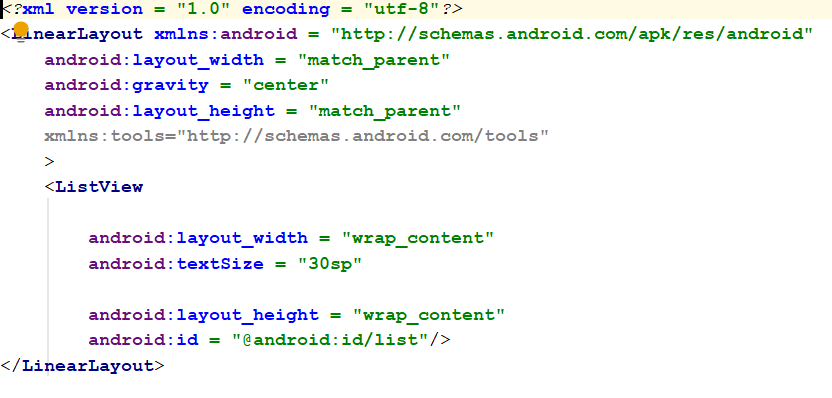 <?xml version = "1.0" encoding = "utf-8"?>
<LinearLayout xmlns:android = "http://schemas.android.com/apk/res/android"
    android:layout_width = "match_parent"
    android:gravity = "center"
    android:layout_height = "match_parent"
    xmlns:tools="http://schemas.android.com/tools"
    >
    <ListView
        android:layout_width = "wrap_content"
        android:textSize = "30sp"
        android:layout_height = "wrap_content"
        android:id = "@android:id/list"/>
</LinearLayout>